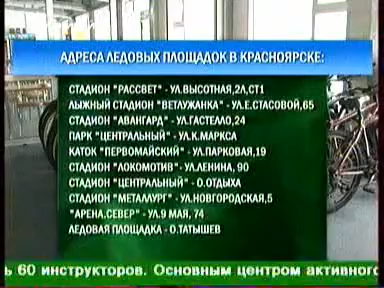 АДРЕСА ЛЕДОВЫХ ПЛОЩАДОК В КРАСНОЯРСКЕ:
СТАДИОН "РАССВЕТ" - УЛ.ВЫСОТНАЯ,2Л,СТ1
ЛЫЖНЫЙ СТАДИОН "ВЕТЛУЖАНКА" - УЛ.Е.СТАСОВОЙ,65
СТАДИОН "АВАНГАРД" - УЛ.ГАСТЕЛЛО,24
ПАРК "ЦЕНТРАЛЬНЫЙ" - УЛ.К.МАРКСА
КАТОК "ПЕРВОМАЙСКИЙ" - УЛ.ПАРКОВАЯ,19
СТАДИОН "ЛОКОМОТИВ" - УЛ.ЛЕНИНА, 90
СТАДИОН "ЦЕНТРАЛЬНЫЙ" - О.ОТДЫХА
СТАДИОН "МЕТАЛЛУРГ" - УЛ.НОВГОРОДСКАЯ,5
"АРЕНА.СЕВЕР" - УЛ.9 МАЯ, 74
ЛЕДОВАЯ ПЛОЩАДКА - О.ТАТЫШЕВ
ь 60 инструкторов. Основным центром активног